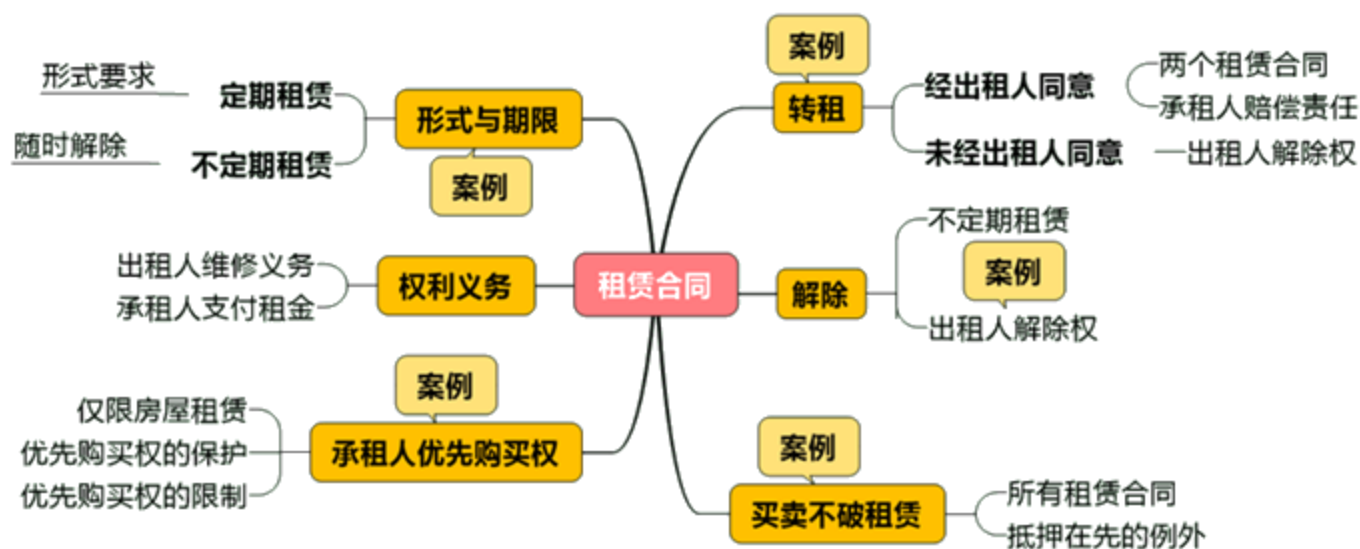 租赁合同
形式与期限
案例
定期租赁
形式要求
不定期租赁
随时解除
权利义务
出租人维修义务
承租人支付租金
案例
承租人优先购买权
仅限房屋租赁
优先购买权的保护
优先购买权的限制
案例
转租
经出租人同意
两个租赁合同
承租人赔偿责任
未经出租人同意
出租人解除权
解除
不定期租赁
案例
出租人解除权
案例
买卖不破租赁
所有租赁合同
抵押在先的例外